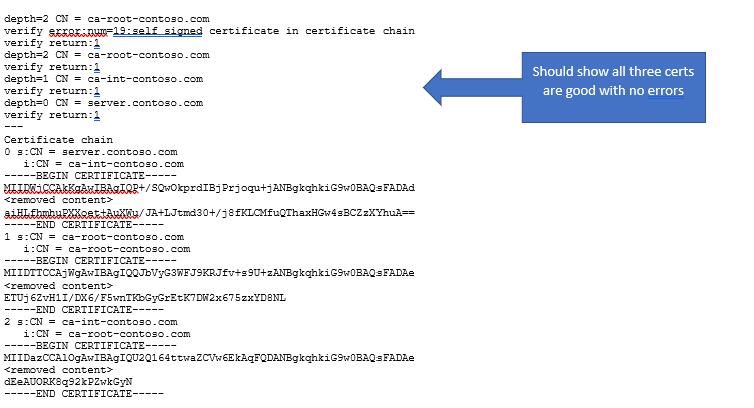 depth=2 CN = ca-root-contoso.com
verify error:num=19:self signed certificate in certificate chain
verify return:1
depth=2 CN = ca-root-contoso.com
verify return:1
depth=1 CN = ca-int-contoso.com
verify return:1
depth=0 CN = server.contoso.com
verify return:1
---
Certificate chain
0 s:CN = server.contoso.com
i:CN = ca-int-contoso.com
-----BEGIN CERTIFICATE-----
MIIDWjCCAkKgAwIBAgIQP+/SQwOkprdIBjPrjoqu+jANBgkqhkiG9w0BAQsFADAd
<removed content>
aiHLfhmhuPXXoet+AuXWu/JA+LJtmd30+/j8fKLCMfuQThaxHGw4sBCZzXYhuA==
-----END CERTIFICATE-----
1 s:CN = ca-root-contoso.com
i:CN = ca-root-contoso.com
-----BEGIN CERTIFICATE-----
MIIDTTCCAjWgAwIBAgIQQJbVyG3WFJ9KRJfv+s9U+zANBgkqhkiG9w0BAQsFADAe
<removed content>
ETUj6ZvH1I/DX6/F5wnTKbGyGrEtK7DW2x675zxYD8NL
-----END CERTIFICATE-----
2 s:CN = ca-int-contoso.com
i:CN = ca-root-contoso.com
-----BEGIN CERTIFICATE-----
MIIDazCCAlOgAwIBAgIQU2Q164ttwaZCVw6EkAqFQDANBgkqhkiG9w0BAQsFADAe
<removed content>
dEeAUORK8q92kPZwkGyN
-----END CERTIFICATE-----
Should show all three certs
are good with no errors